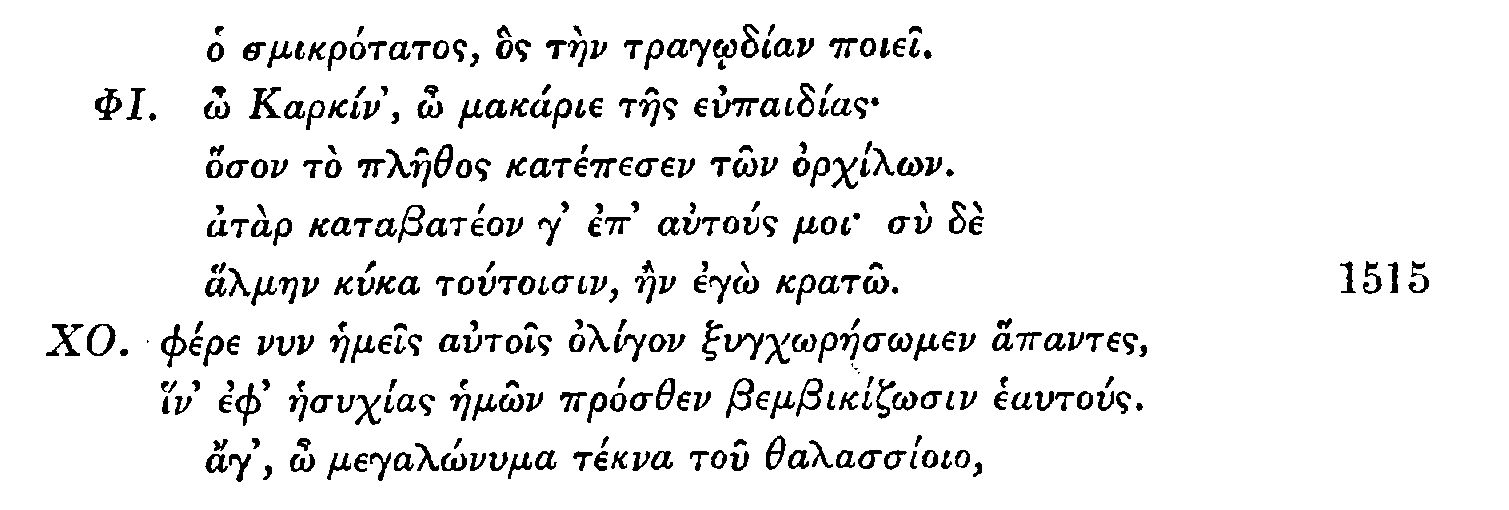 ὁ σμικρότατος, ὃς τὴν τραγῳδίαν ποιεῖ.
ΦΙ. ὦ Καρκίν’, ὦ μακάριε τῆς εὐπαιδίας·
ὅσον τὸ πλῆθος κατέπεσεν τῶν ὀρχίλων.
ἀτὰρ καταβατέον γ’ ἐπ’ αὐτούς μοι· σὺ δὲ
ἅλμην κύκα τούτοισιν, ἢν ἐγὼ κρατῶ. 1515
ΧΟ. φέρε νυν ἡμεῖς αὐτοῖς ὀλίγον ξυγχωρήσωμεν ἅπαντες,
ἵν’ ἐφ’ ἡσυχίας ἡμῶν πρόσθεν βεμβικίζωσιν ἑαυτούς.
ἄγ’, ὦ μεγαλώνυμα τέκνα τοῦ θαλασσίοιο,